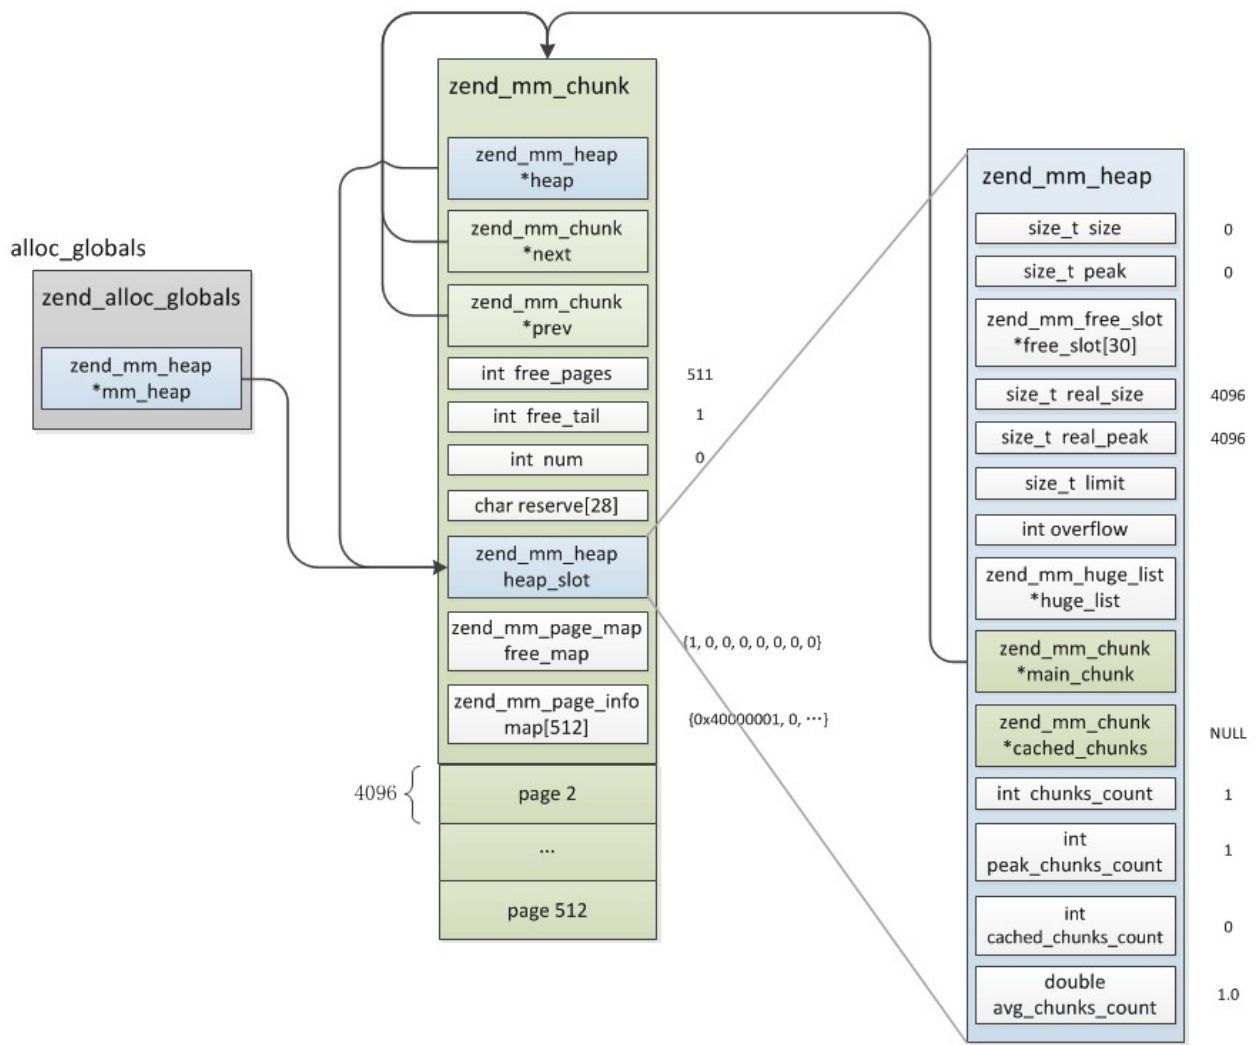 zend_mm_chunk
zend_mm_heap
*heap
zend_mm_chunk
*next
zend_mm_chunk
*prev
int free_pages
511
int free_tail
1
int num
0
char reserve[28]
zend_mm_heap
heap_slot
zend_mm_page_map
free_map
{1, 0, 0, 0, 0, 0, 0, 0}
zend_mm_page_info
map[512]
{0x40000001, 0, ···}
4096
page 2
...
page 512
alloc_globals
zend_alloc_globals
zend_mm_heap
*mm_heap
zend_mm_heap
size_t size
0
size_t peak
0
zend_mm_free_slot
*free_slot[30]
size_t real_size
4096
size_t real_peak
4096
size_t limit
int overflow
zend_mm_huge_list
*huge_list
zend_mm_chunk
*main_chunk
zend_mm_chunk
*cached_chunks
NULL
int chunks_count
1
int
peak_chunks_count
1
int
cached_chunks_count
0
double
avg_chunks_count
1.0